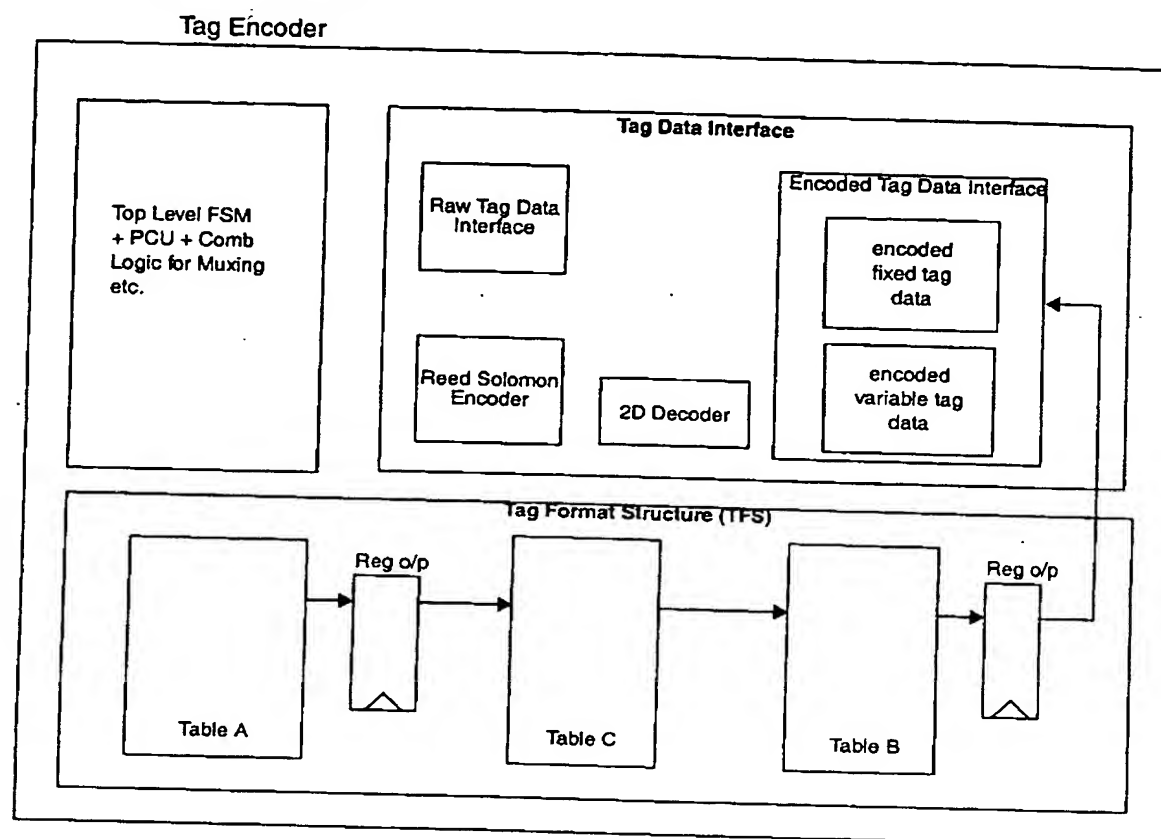 Tag Encoder
Top Level FSM
+ PCU + Comb
Logic for Muxing
etc.
Tag Data Interface
Raw Tag Data
Interface
Reed Solomon
Encoder
2D Decoder
Encoded Tag Data Interface
encoded
fixed tag
data
encoded
variable tag
data
Tag Format Structure (TFS)
Table A
Reg o/p
Table C
Table B
Reg o/p